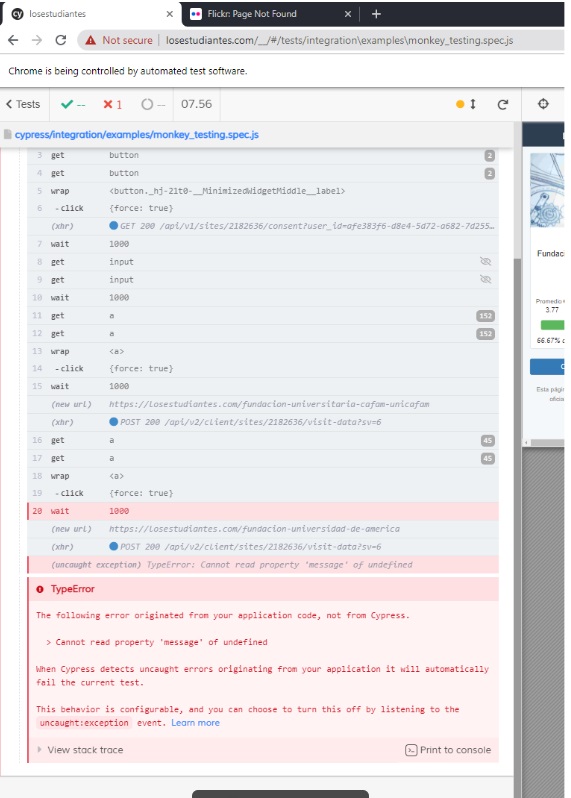 losestudiantes
Flickr: Page Not Found
Not secure | losestudiantes.com/__/#/tests/integration\examples\monkey_testing.spec.js
Chrome is being controlled by automated test software.
Tests -- 1 -- 07.56
cypress/integration/examples/monkey_testing.spec.js
3 get button 2
4 get button 2
5 wrap <button._hj-2it0-__MinimizedWidgetMiddle__label>
6 -click {force: true}
(xhr) GET 200 /api/v1/sites/2182636/consent?user_id=afe383f6-d8e4-5d72-a682-7d255…
7 wait 1000
8 get input
9 get input
10 wait 1000
11 get a 152
12 get a 152
13 wrap <a>
14 -click {force: true}
15 wait 1000
(new url) https://losestudiantes.com/fundacion-universitaria-cafam-unicafam
(xhr) POST 200 /api/v2/client/sites/2182636/visit-data?sv=6
16 get a 45
17 get a 45
18 wrap <a>
19 -click {force: true}
20 wait 1000
(new url) https://losestudiantes.com/fundacion-universidad-de-america
(xhr) POST 200 /api/v2/client/sites/2182636/visit-data?sv=6
(uncaught exception) TypeError: Cannot read property 'message' of undefined
TypeError
The following error originated from your application code, not from Cypress.
> Cannot read property 'message' of undefined
When Cypress detects uncaught errors originating from your application it will automatically
fail the current test.
This behavior is configurable, and you can choose to turn this off by listening to the
uncaught:exception event. Learn more
View stack trace
Print to console
Fundac
Promedio
3.77
66.67%
Esta págin
oficia